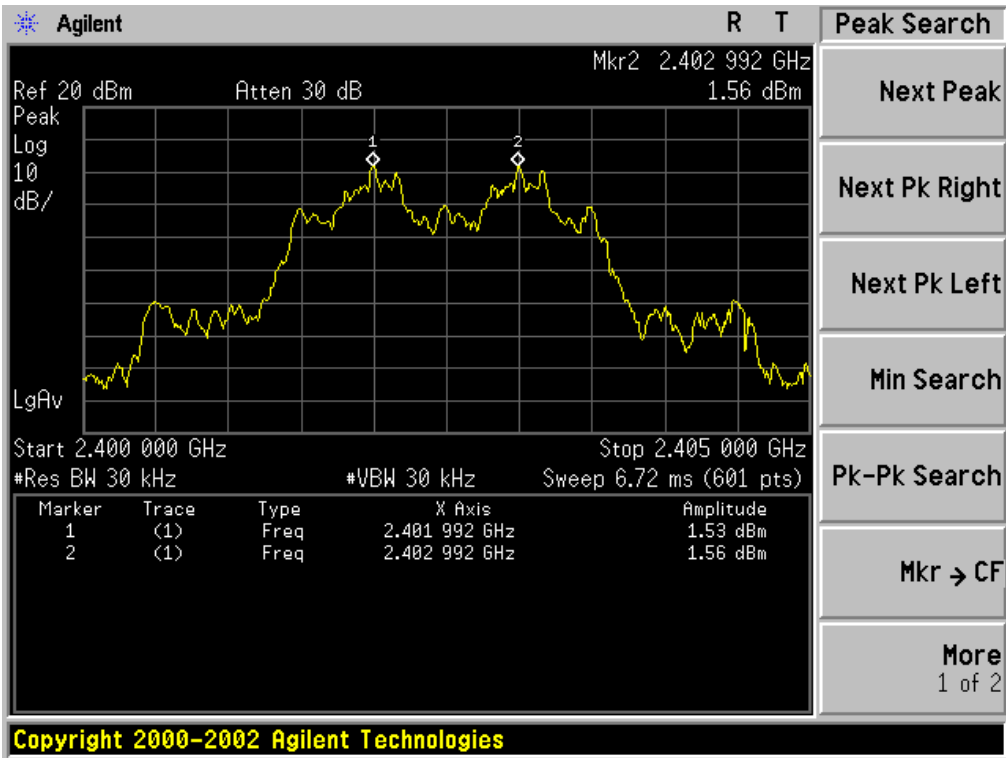 Agilent R T
Mkr2 2.402 992 GHz
Ref 20 dBm Atten 30 dB 1.56 dBm
Peak
Log
10
dB/
1 2
LgAv
Start 2.400 000 GHz Stop 2.405 000 GHz
#Res BW 30 kHz #VBW 30 kHz Sweep 6.72 ms (601 pts)
Marker Trace Type X Axis Amplitude
1 (1) Freq 2.401 992 GHz 1.53 dBm
2 (1) Freq 2.402 992 GHz 1.56 dBm
Peak Search
Next Peak
Next Pk Right
Next Pk Left
Min Search
Pk-Pk Search
Mkr → CF
More
1 of 2
Copyright 2000-2002 Agilent Technologies